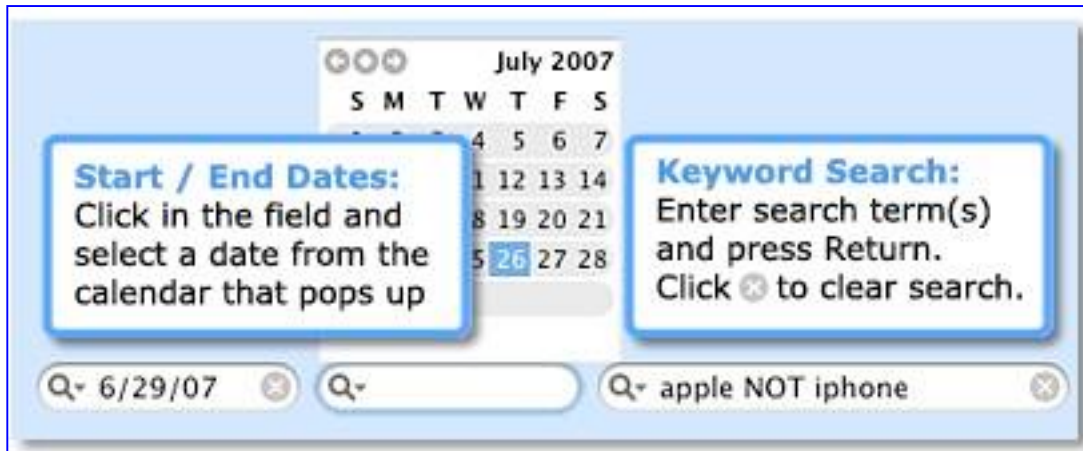 July 2007
S M T W T F S
4 5 6 7
12 13 14
19 20 21
26 27 28
Start / End Dates:
Click in the field and
select a date from the
calendar that pops up
Keyword Search:
Enter search term(s)
and press Return.
Click to clear search.
6/29/07
apple NOT iphone